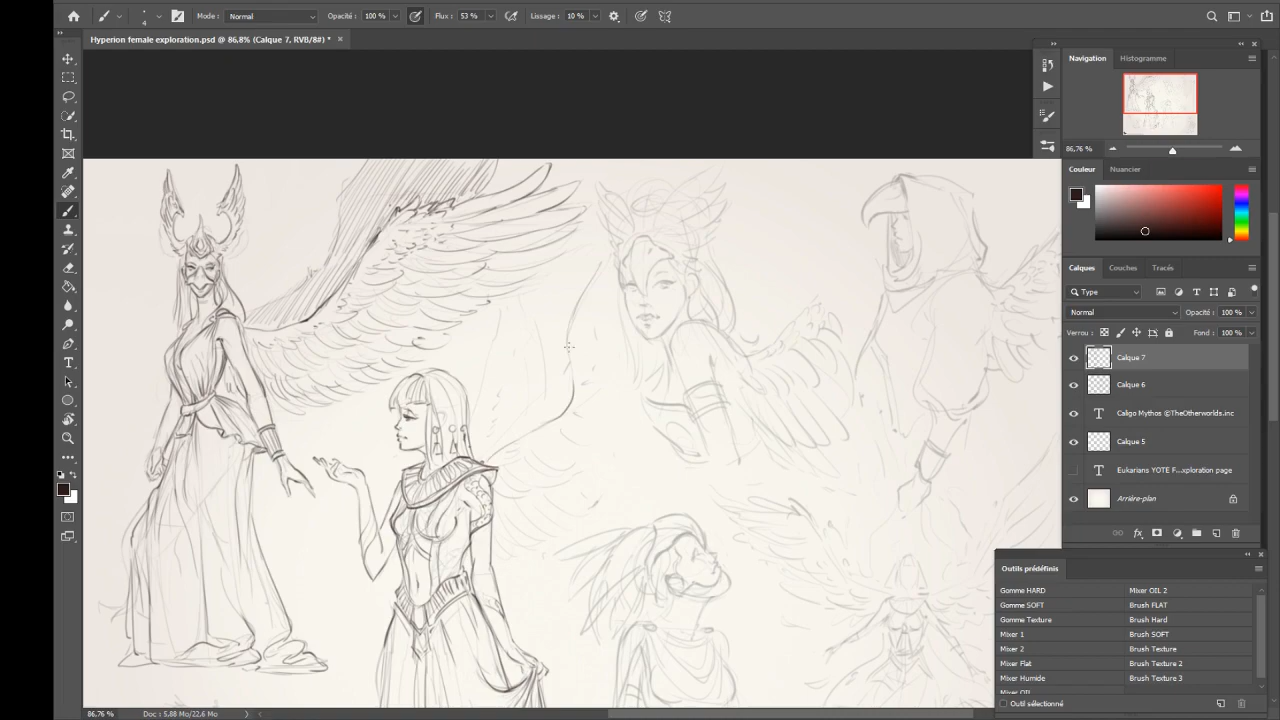 4
Mode : Normal
Opacité : 100 %
Flux : 53 %
Lissage : 10 %
Hyperion female exploration.psd @ 86,8% (Calque 7, RVB/8#) *
Navigation
Histogramme
86,76 %
Couleur
Nuancier
Calques
Couches
Tracés
Type
Normal
Opacité : 100 %
Verrou :
Fond : 100 %
Calque 7
Calque 6
Caligo Mythos ©TheOtherworlds.inc
Calque 5
Eukarians YOTE F...xploration page
Arrière-plan
fx
Outils prédéfinis
Gomme HARD
Mixer OIL 2
Gomme SOFT
Brush FLAT
Gomme Texture
Brush Hard
Mixer 1
Brush SOFT
Mixer 2
Brush Texture
Mixer Flat
Brush Texture 2
Mixer Humide
Brush Texture 3
Mixer OIL
Outil sélectionné
86,76 %
Doc : 5,88 Mo/22,6 Mo